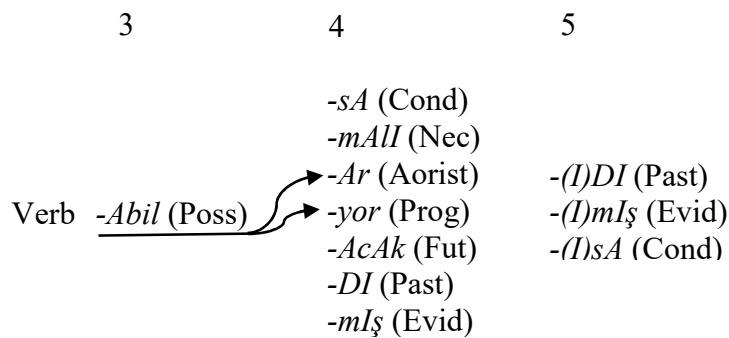 3 4 5
-sA (Cond)
-mAlI (Nec)
-Ar (Aorist) -(I)DI (Past)
Verb -Abil (Poss) -yor (Prog) -(I)mIş (Evid)
-AcAk (Fut) -(I)sA (Cond)
-DI (Past)
-mIş (Evid)